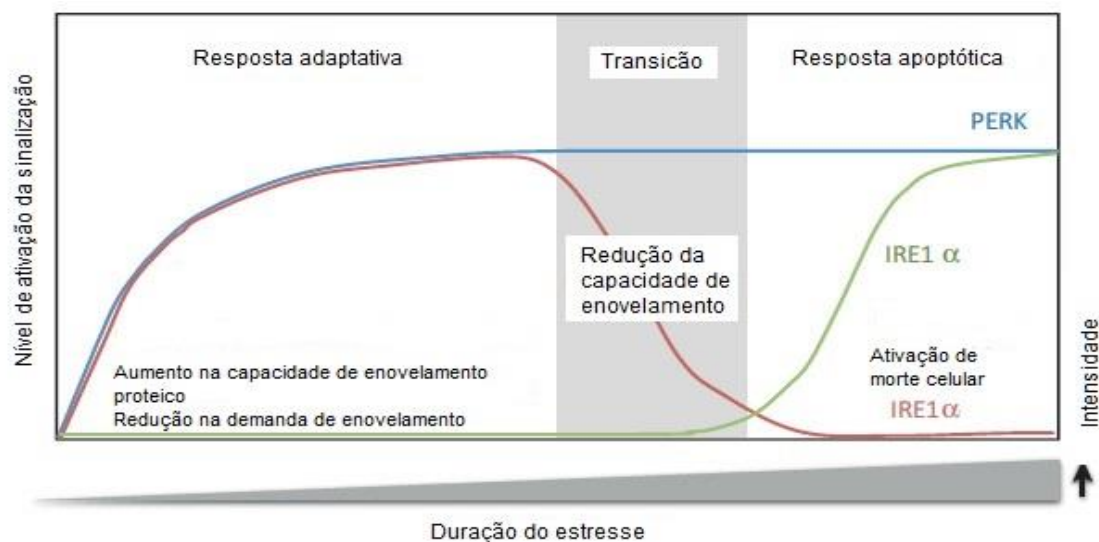 Resposta adaptativa
Transicão
Resposta apoptótica
PERK
Nível de ativação da sinalização
Redução da
capacidade de
enovelamento
IRE1 α
Aumento na capacidade de enovelamento
proteico
Redução na demanda de enovelamento
Ativação de
morte celular
IRE1α
Intensidade
Duração do estresse